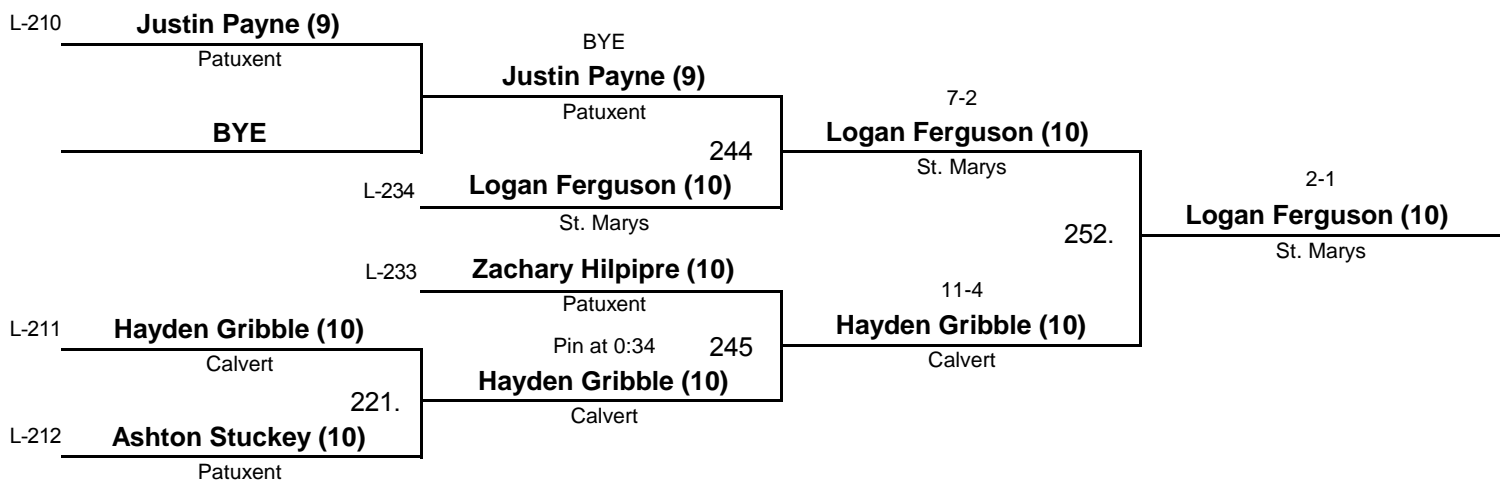 L-210
Justin Payne (9)
Patuxent
BYE
BYE
Justin Payne (9)
Patuxent
244
L-234
Logan Ferguson (10)
St. Marys
7-2
Logan Ferguson (10)
St. Marys
252.
2-1
Logan Ferguson (10)
St. Marys
L-233
Zachary Hilpipre (10)
Patuxent
L-211
Hayden Gribble (10)
Calvert
Pin at 0:34
245
Hayden Gribble (10)
Calvert
11-4
Hayden Gribble (10)
Calvert
221.
L-212
Ashton Stuckey (10)
Patuxent